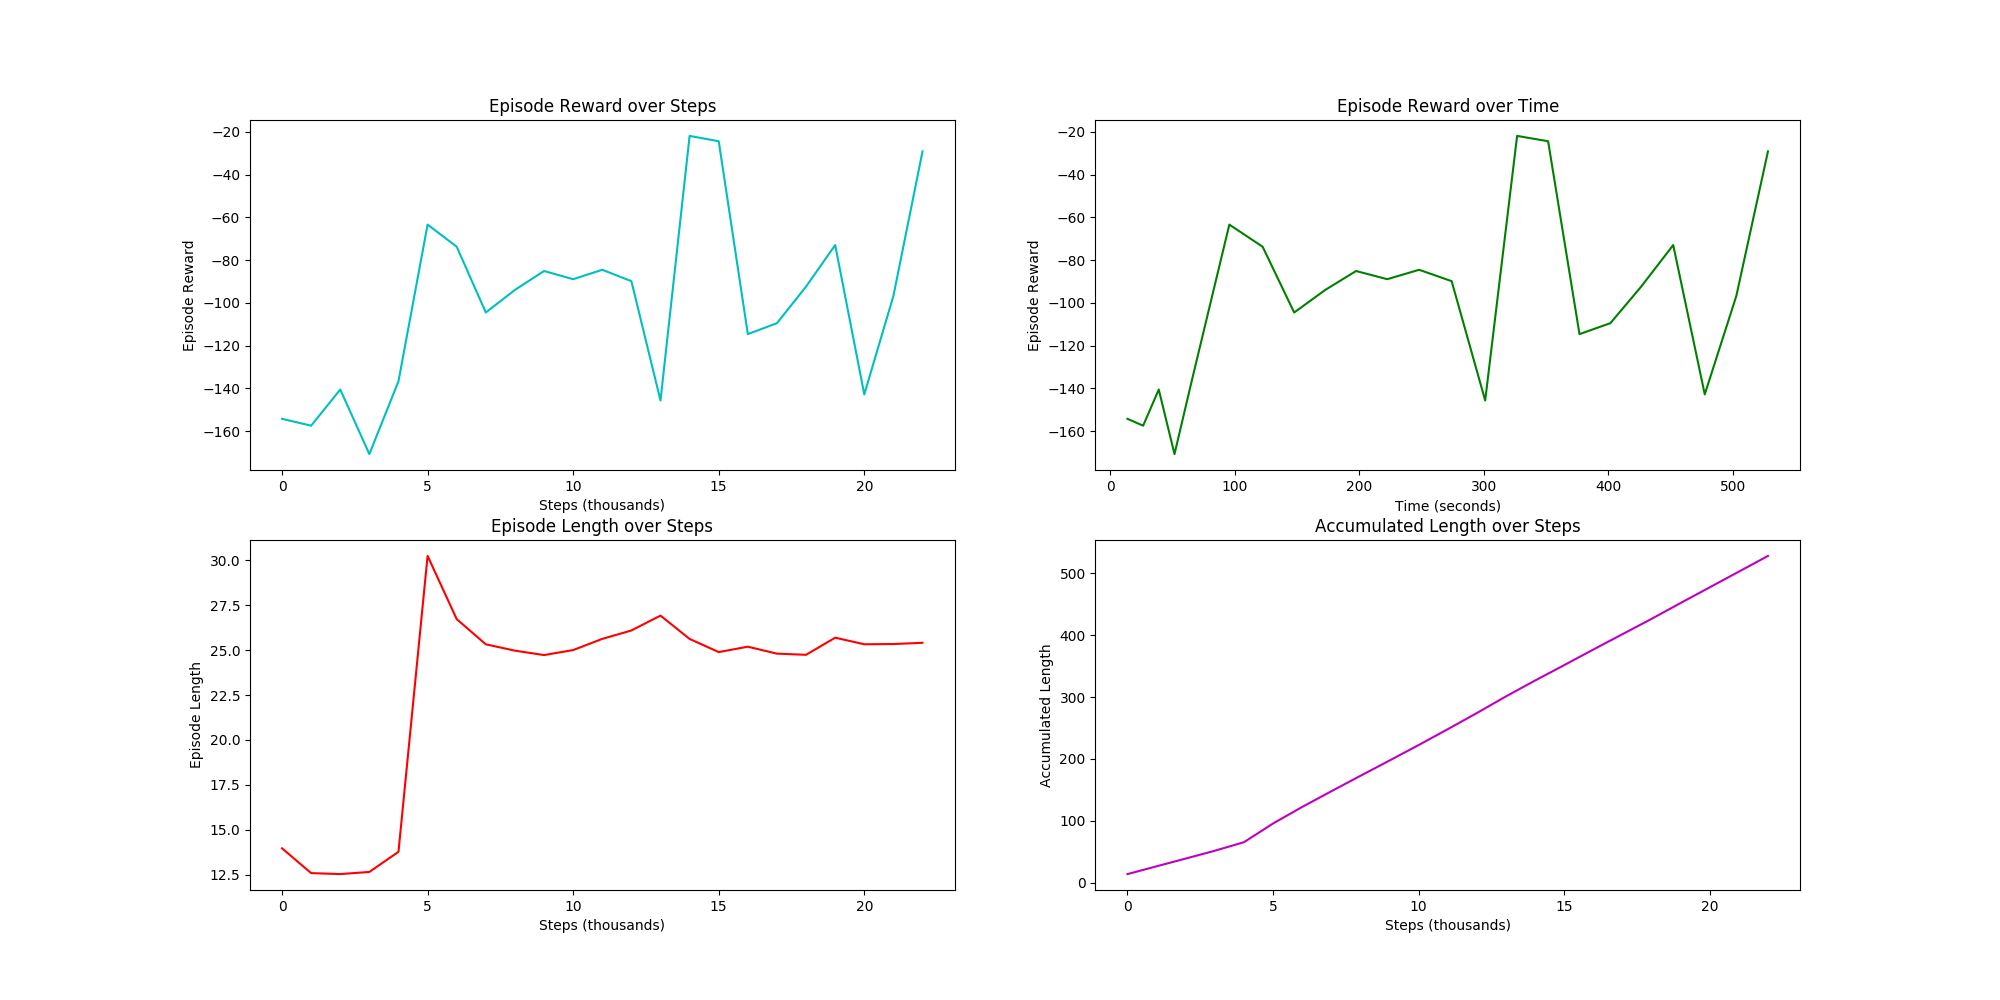 Episode Reward over Steps
Episode Reward
−20
−40
−60
−80
−100
−120
−140
−160
0 5 10 15 20
Steps (thousands)
Episode Reward over Time
Episode Reward
−20
−40
−60
−80
−100
−120
−140
−160
0 100 200 300 400 500
Time (seconds)
Episode Length over Steps
Episode Length
30.0
27.5
25.0
22.5
20.0
17.5
15.0
12.5
0 5 10 15 20
Steps (thousands)
Accumulated Length over Steps
Accumulated Length
500
400
300
200
100
0
0 5 10 15 20
Steps (thousands)